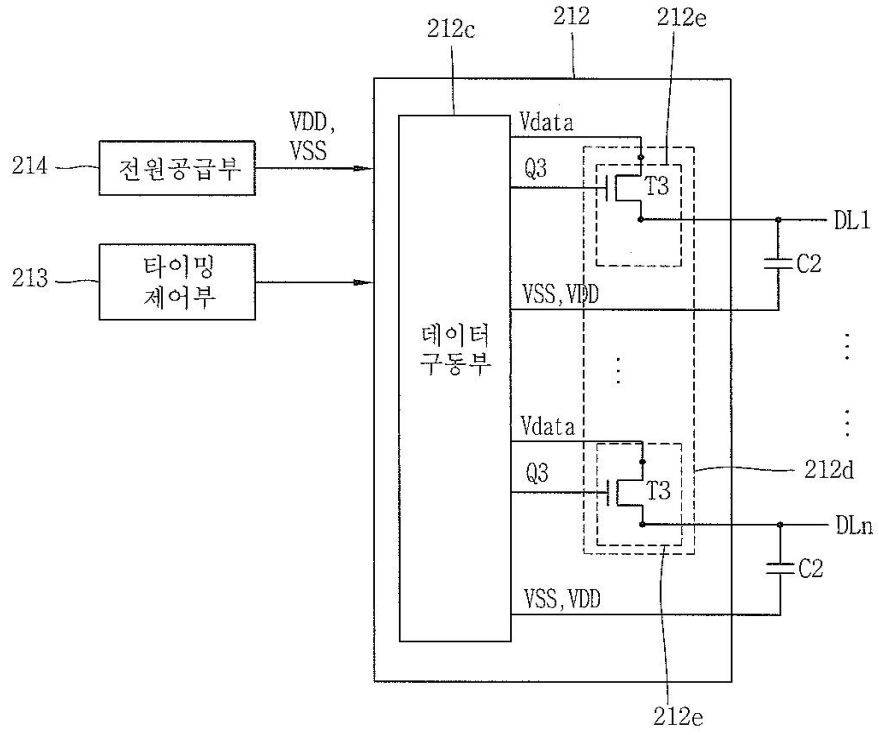 212c
212
212e
VDD,
VSS
214
전원공급부
213
타이밍
제어부
데이터
구동부
Vdata
Q3
T3
DL1
C2
VSS,VDD
Vdata
Q3
T3
212d
DLn
C2
VSS,VDD
212e